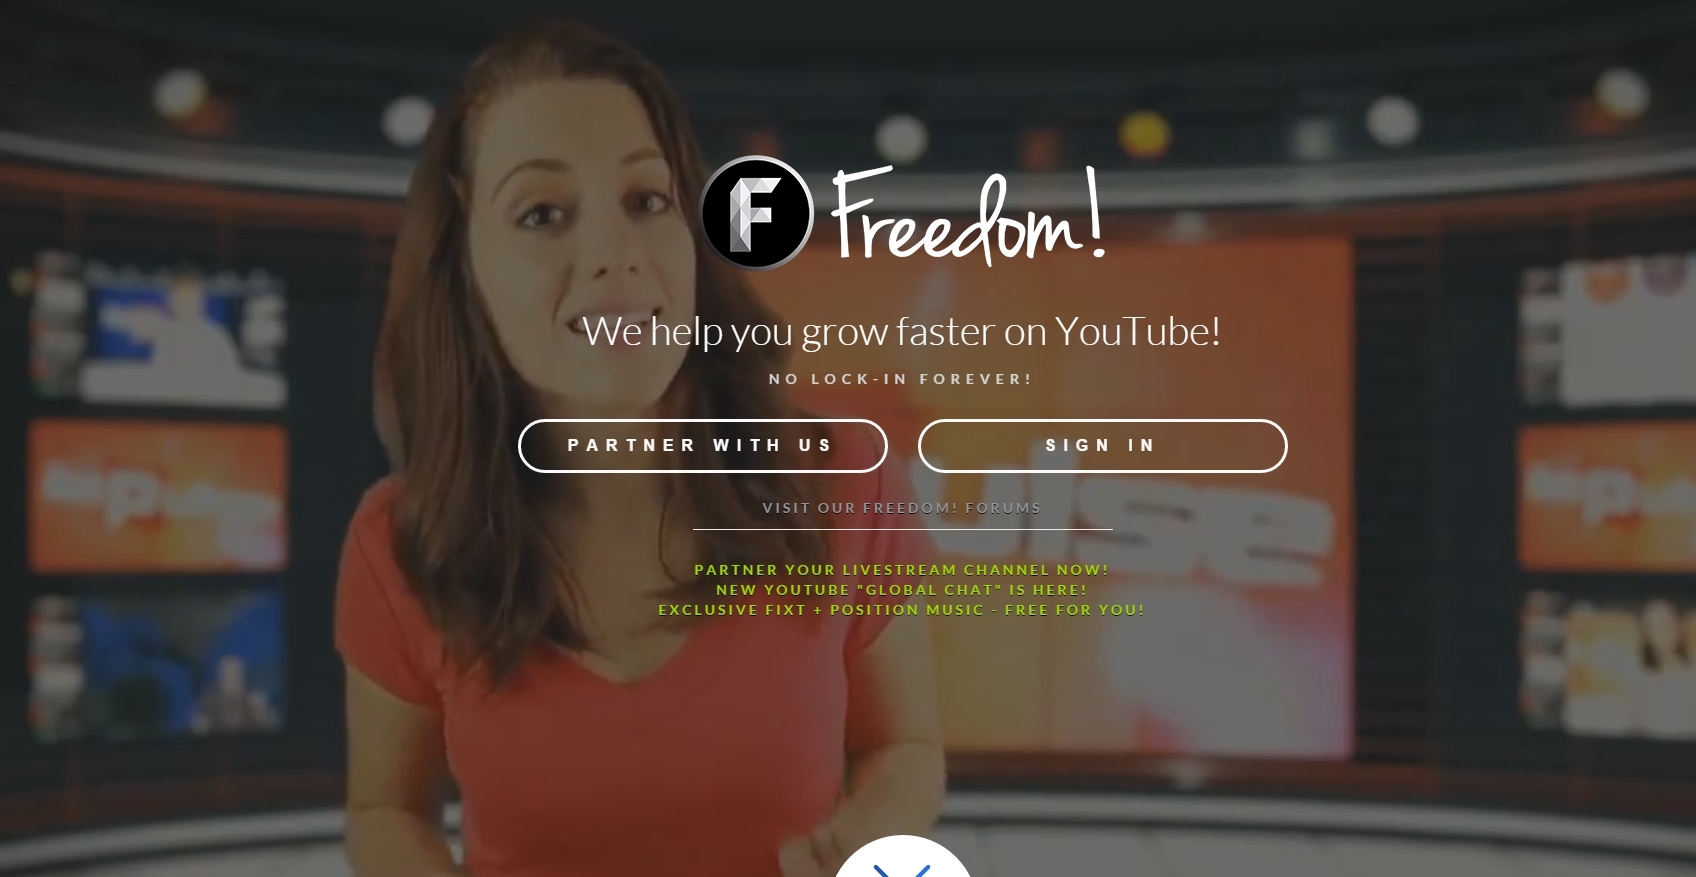 F Freedom!
We help you grow faster on YouTube!
NO LOCK-IN FOREVER!
PARTNER WITH US
SIGN IN
VISIT OUR FREEDOM! FORUMS
PARTNER YOUR LIVESTREAM CHANNEL NOW!
NEW YOUTUBE "GLOBAL CHAT" IS HERE!
EXCLUSIVE FIXT + POSITION MUSIC - FREE FOR YOU!